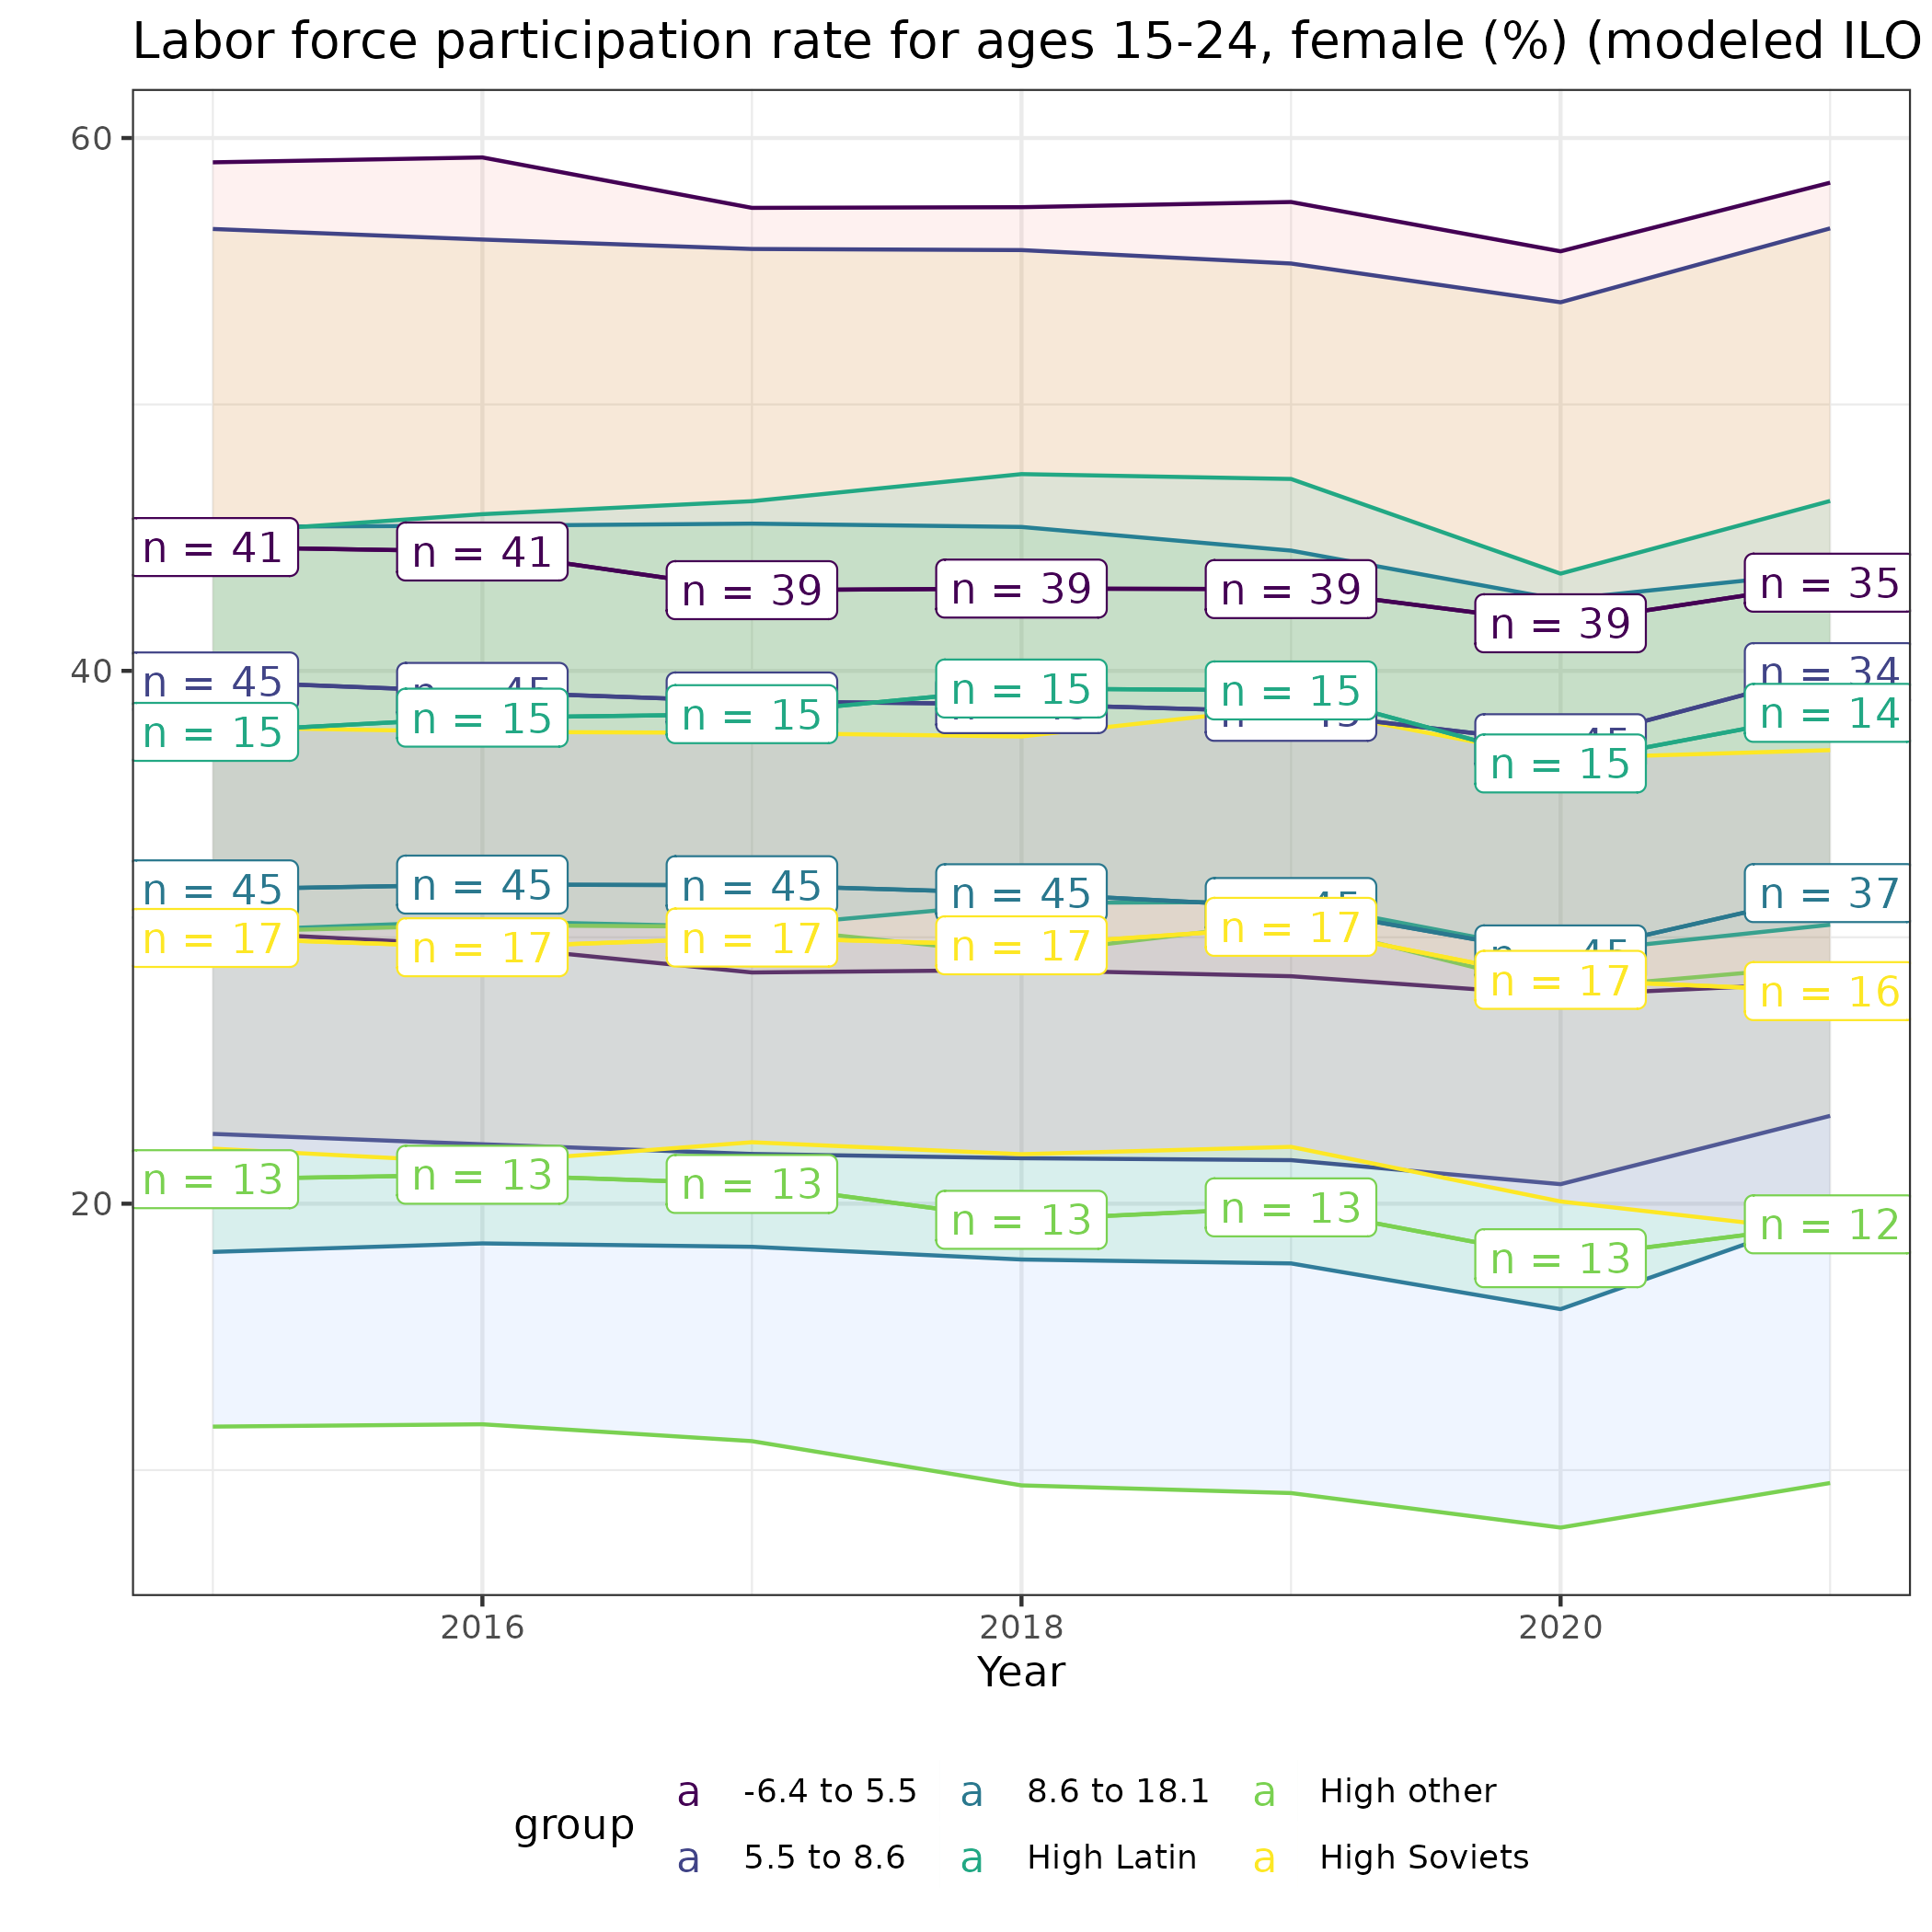 Labor force participation rate for ages 15-24, female (%) (modeled ILO
60
n = 41
n = 41
n = 39
n = 39
n = 39
n = 39
n = 35
40
n = 45
n = 34
n = 15
n = 15
n = 15
n = 15
n = 15
n = 15
n = 14
n = 45
n = 45
n = 45
n = 45
n = 37
n = 17
n = 17
n = 17
n = 17
n = 17
n = 17
n = 16
20
n = 13
n = 13
n = 13
n = 13
n = 13
n = 13
n = 12
2016
2018
2020
Year
group
a -6.4 to 5.5
a 8.6 to 18.1
a High other
a 5.5 to 8.6
a High Latin
a High Soviets